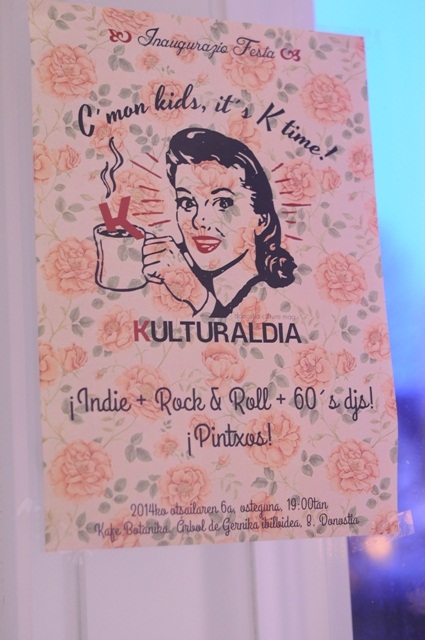 Inaugurazio Festa
C'mon kids, it's K time!
K
KULTURALDIA
¡Indie + Rock & Roll + 60´s djs!
¡Pintxos!
2014ko otsailaren 6a, osteguna, 19:00tan
Kafe Botanika. Arbol de Gernika ibilbidea, 8. Donostia